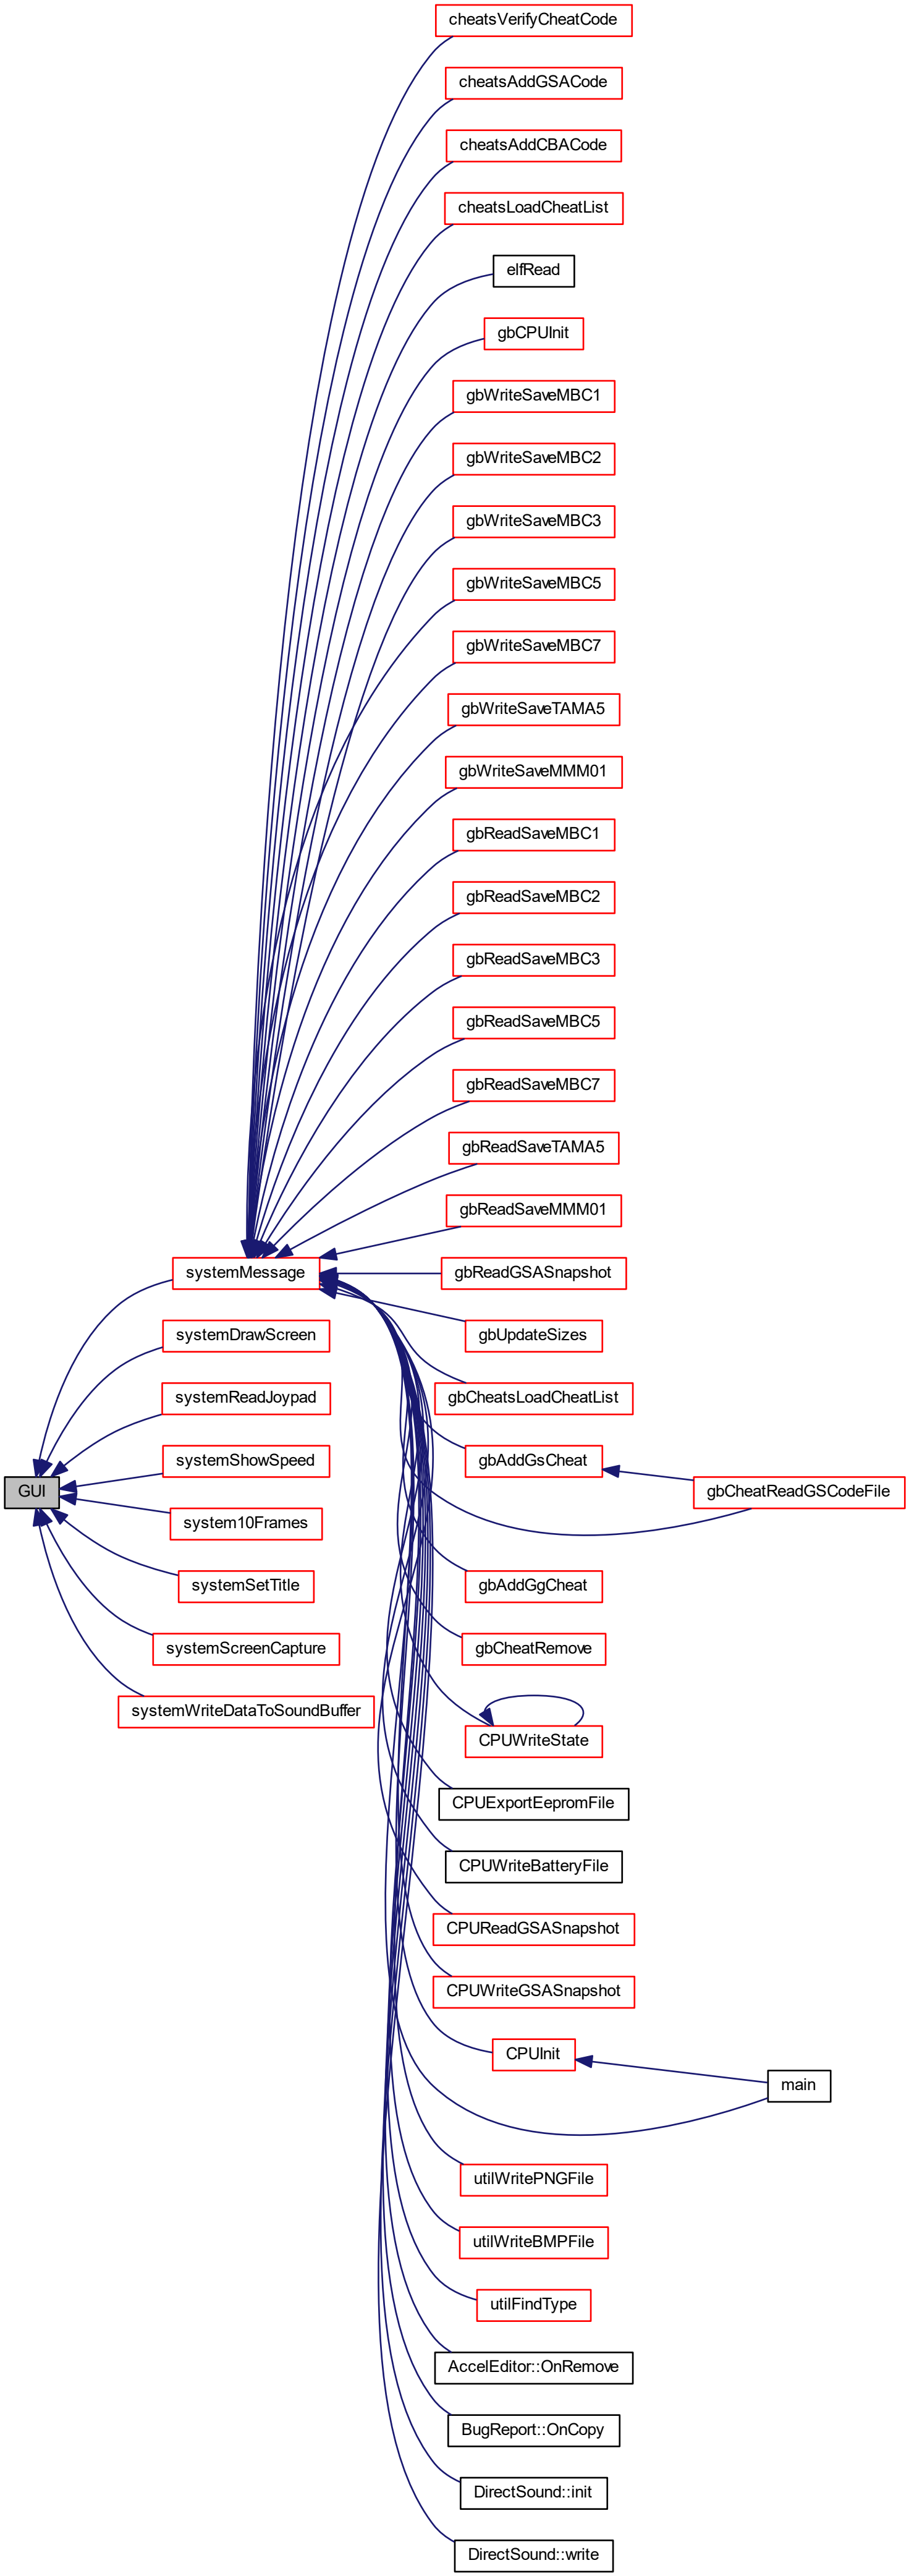 cheatsVerifyCheatCode
cheatsAddGSACode
cheatsAddCBACode
cheatsLoadCheatList
elfRead
gbCPUInit
gbWriteSaveMBC1
gbWriteSaveMBC2
gbWriteSaveMBC3
gbWriteSaveMBC5
gbWriteSaveMBC7
gbWriteSaveTAMA5
gbWriteSaveMMM01
gbReadSaveMBC1
gbReadSaveMBC2
gbReadSaveMBC3
gbReadSaveMBC5
gbReadSaveMBC7
gbReadSaveTAMA5
gbReadSaveMMM01
systemMessage
gbReadGSASnapshot
systemDrawScreen
gbUpdateSizes
systemReadJoypad
gbCheatsLoadCheatList
systemShowSpeed
gbAddGsCheat
GUI
gbCheatReadGSCodeFile
system10Frames
systemSetTitle
gbAddGgCheat
systemScreenCapture
gbCheatRemove
systemWriteDataToSoundBuffer
CPUWriteState
CPUExportEepromFile
CPUWriteBatteryFile
CPUReadGSASnapshot
CPUWriteGSASnapshot
CPUInit
main
utilWritePNGFile
utilWriteBMPFile
utilFindType
AccelEditor::OnRemove
BugReport::OnCopy
DirectSound::init
DirectSound::write